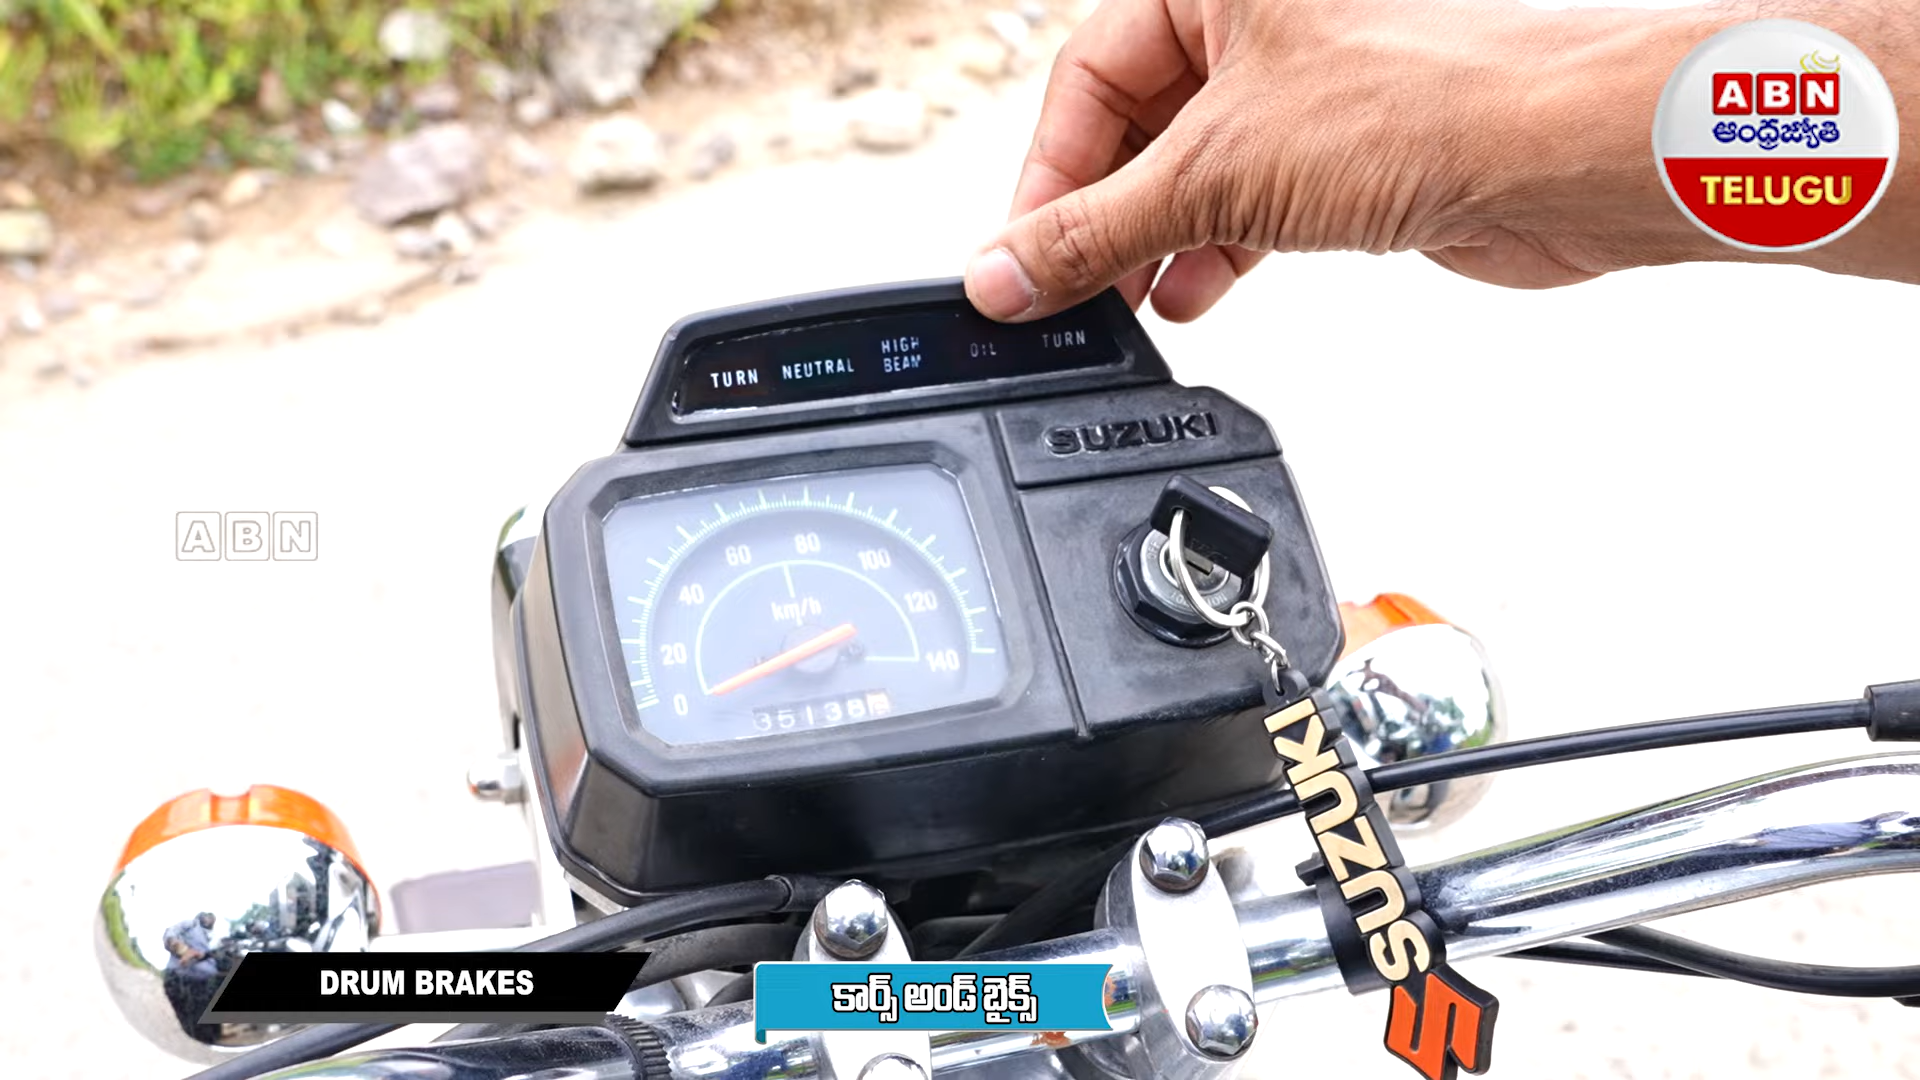 ABN
ఆంధ్రజ్యోతి
TELUGU
TURN NEUTRAL HIGH BEAM OIL TURN
SUZUKI
0 20 40 60 80 100 120 140
km/h
35138
ABN
SUZUKI
DRUM BRAKES
కార్స్ అండ్ బైక్స్